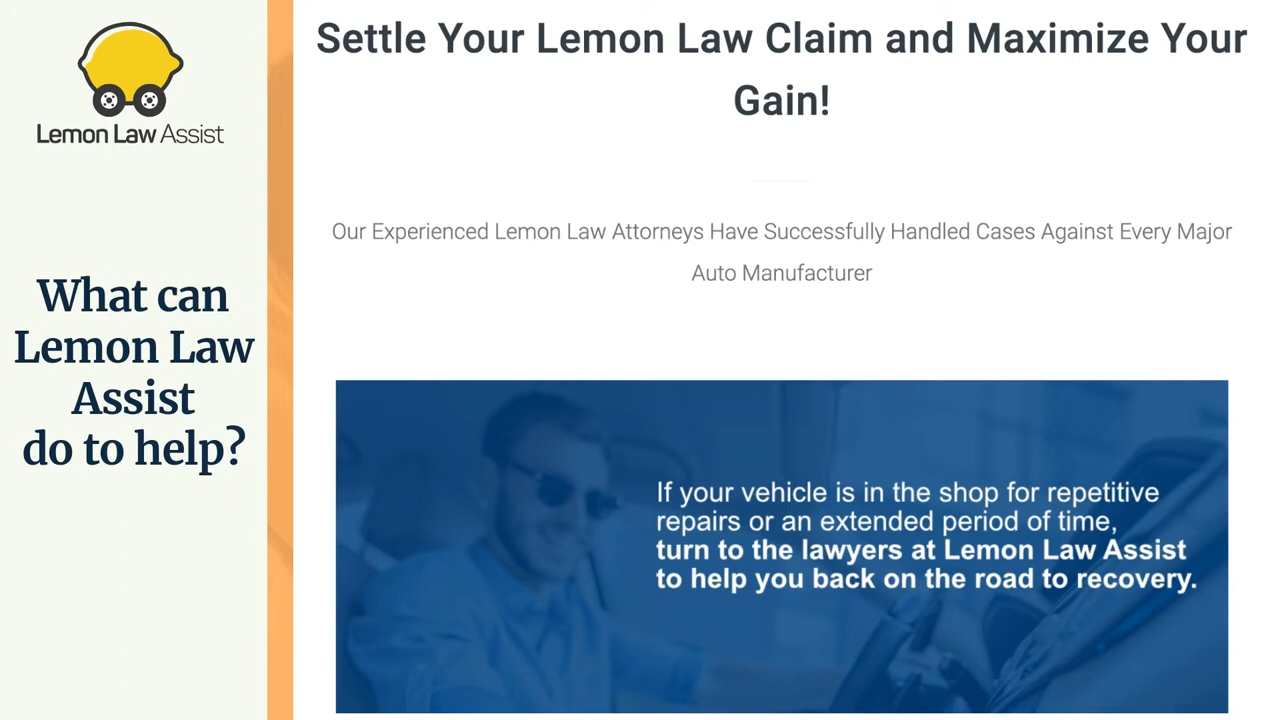 Lemon Law Assist
What can
Lemon Law
Assist
do to help?
Settle Your Lemon Law Claim and Maximize Your
Gain!
Our Experienced Lemon Law Attorneys Have Successfully Handled Cases Against Every Major
Auto Manufacturer
If your vehicle is in the shop for repetitive
repairs or an extended period of time,
turn to the lawyers at Lemon Law Assist
to help you back on the road to recovery.